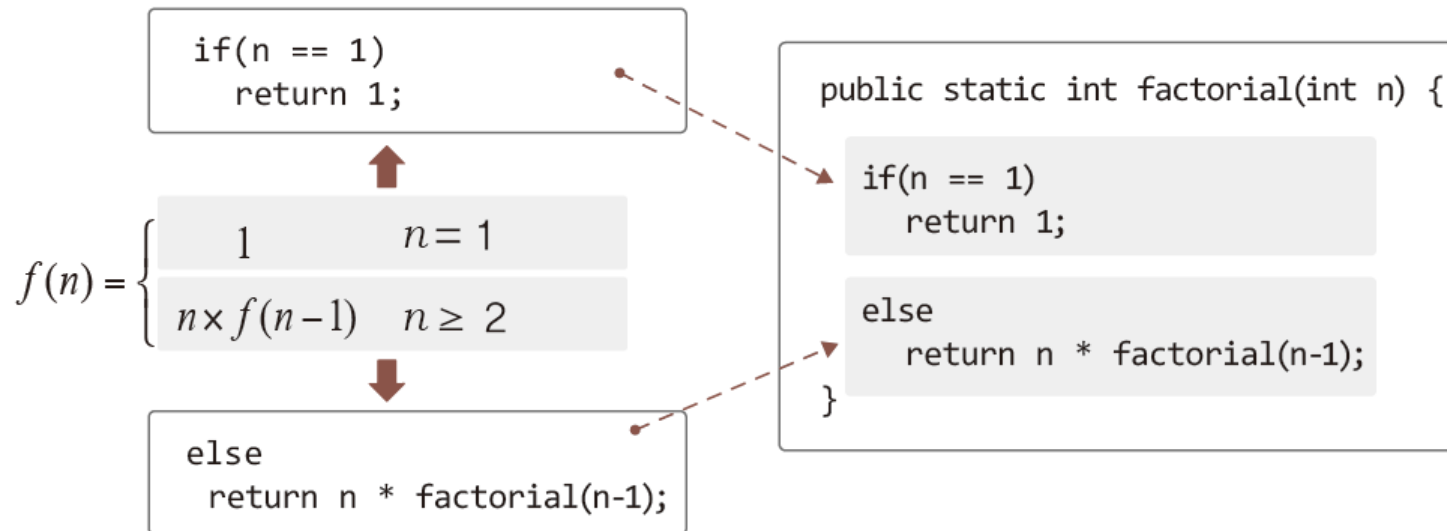 if(n == 1)
return 1;
f(n) = { 1 n = 1
n × f(n − 1) n ≥ 2
else
return n * factorial(n-1);
public static int factorial(int n) {
if(n == 1)
return 1;
else
return n * factorial(n-1);
}